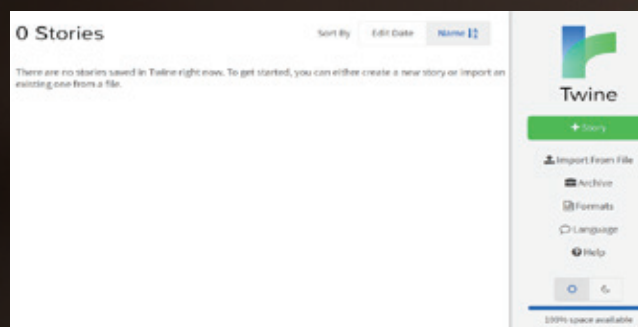 0 Stories
Sort By Edit Date Name
There are no stories saved in Twine right now. To get started, you can either create a new story or import an
existing one from a file.
Twine
+Story
Import From File
Archive
Formats
Language
Help
100% space available